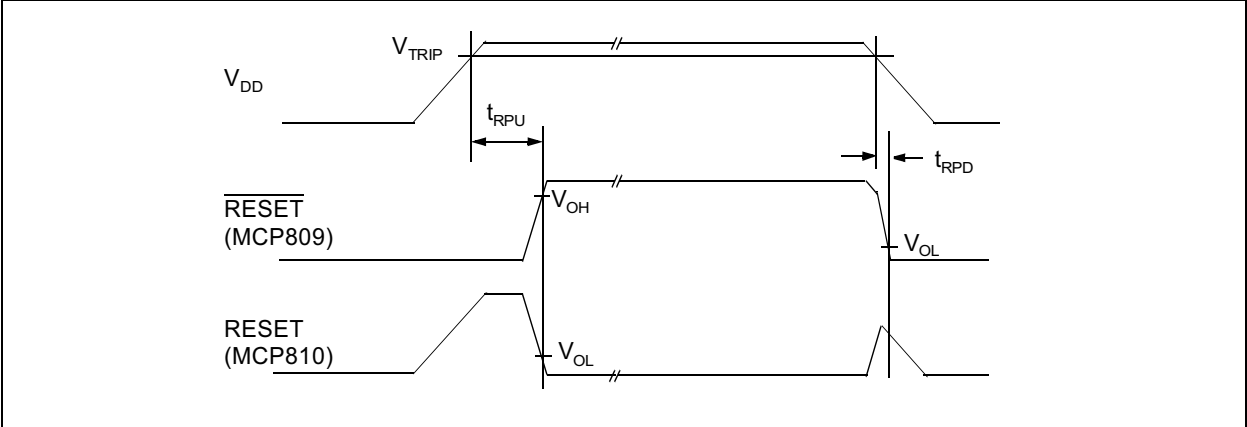 VTRIP
VDD
tRPU
tRPD
RESET
(MCP809)
VOH
VOL
RESET
(MCP810)
VOL